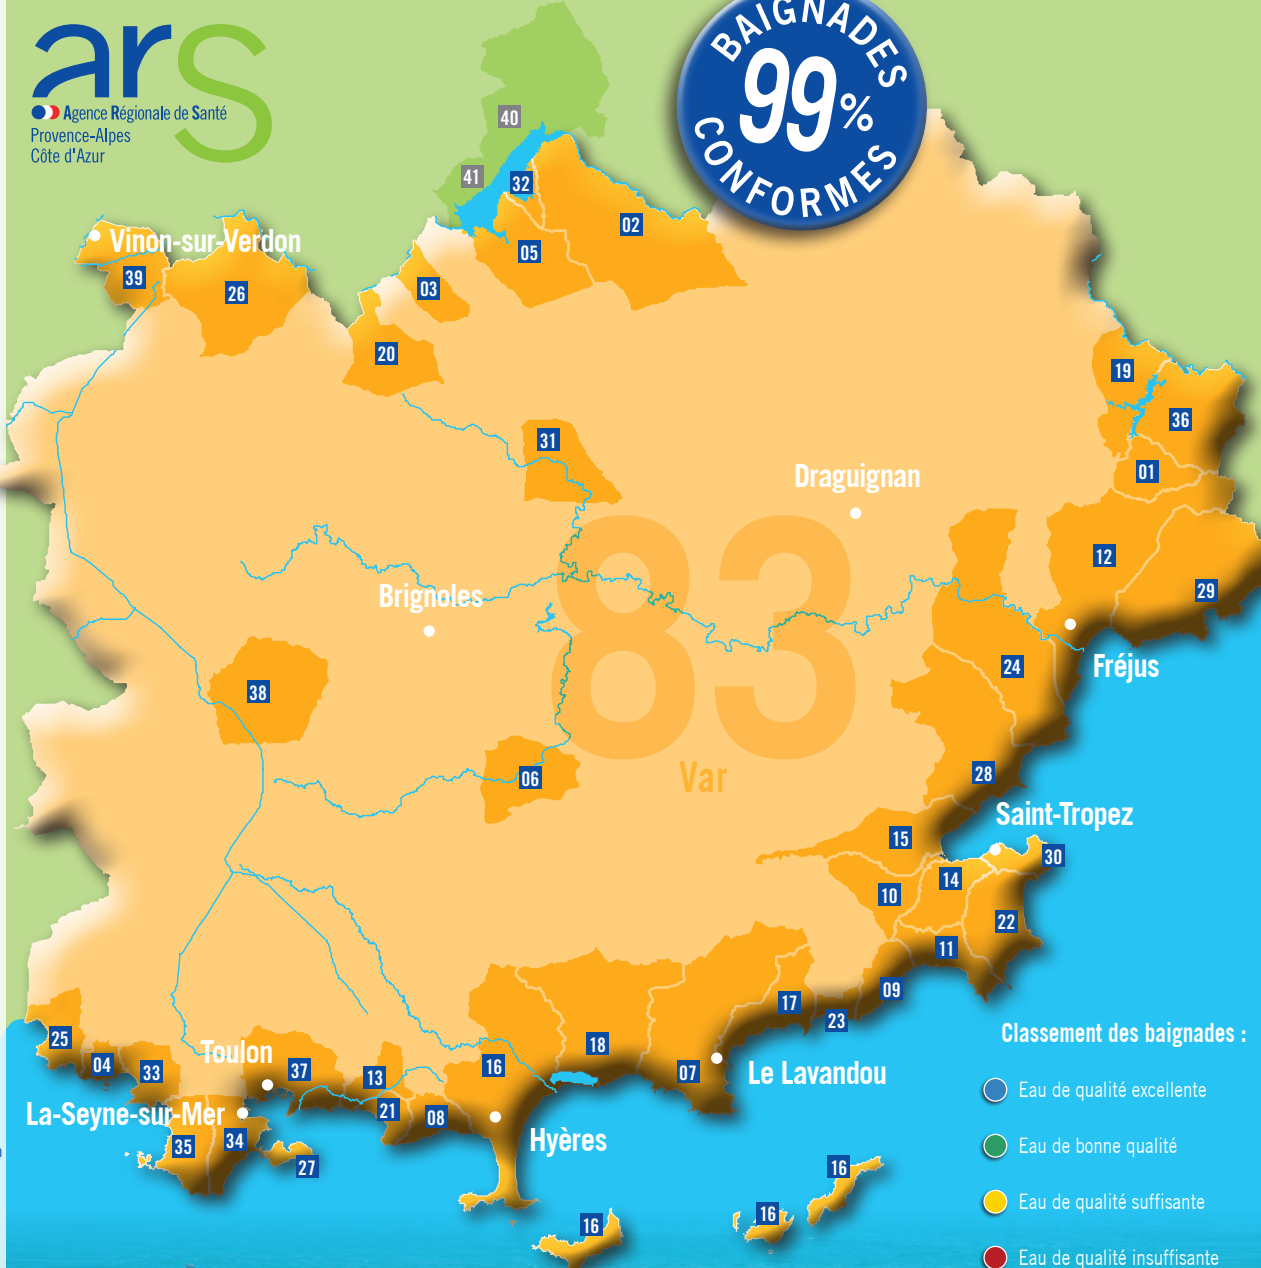 ars
Agence Régionale de Santé
Provence-Alpes
Côte d'Azur
BAIGNADES
99%
CONFORMES
40
41
32
02
05
Vinon-sur-Verdon
39
26
03
20
19
36
31
01
Draguignan
12
29
83
Var
Brignoles
Fréjus
24
38
06
28
Saint-Tropez
15
30
14
10
22
11
09
17
23
25
04
33
Toulon
37
13
16
18
07
Le Lavandou
La-Seyne-sur-Mer
21
08
35
34
27
Hyères
16
16
16
Classement des baignades :
Eau de qualité excellente
Eau de bonne qualité
Eau de qualité suffisante
Eau de qualité insuffisante